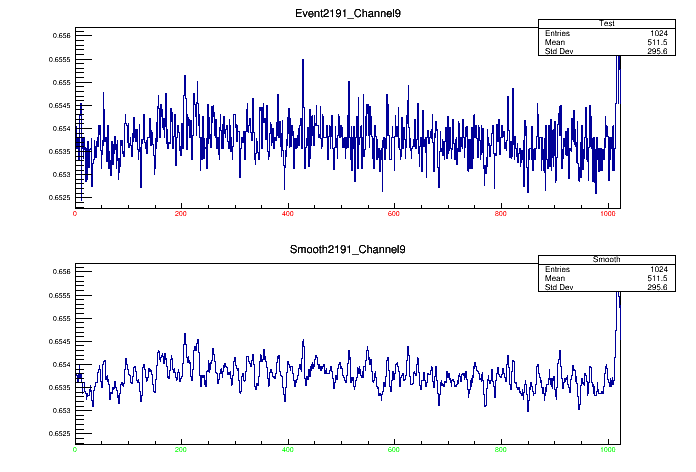 Event2191_Channel9
Test
Entries 1024
Mean 511.5
Std Dev 295.6
0.656
0.6555
0.655
0.6545
0.654
0.6535
0.653
0.6525
0 200 400 600 800 1000
Smooth2191_Channel9
Smooth
Entries 1024
Mean 511.5
Std Dev 295.6
0.656
0.6555
0.655
0.6545
0.654
0.6535
0.653
0.6525
0 200 400 600 800 1000